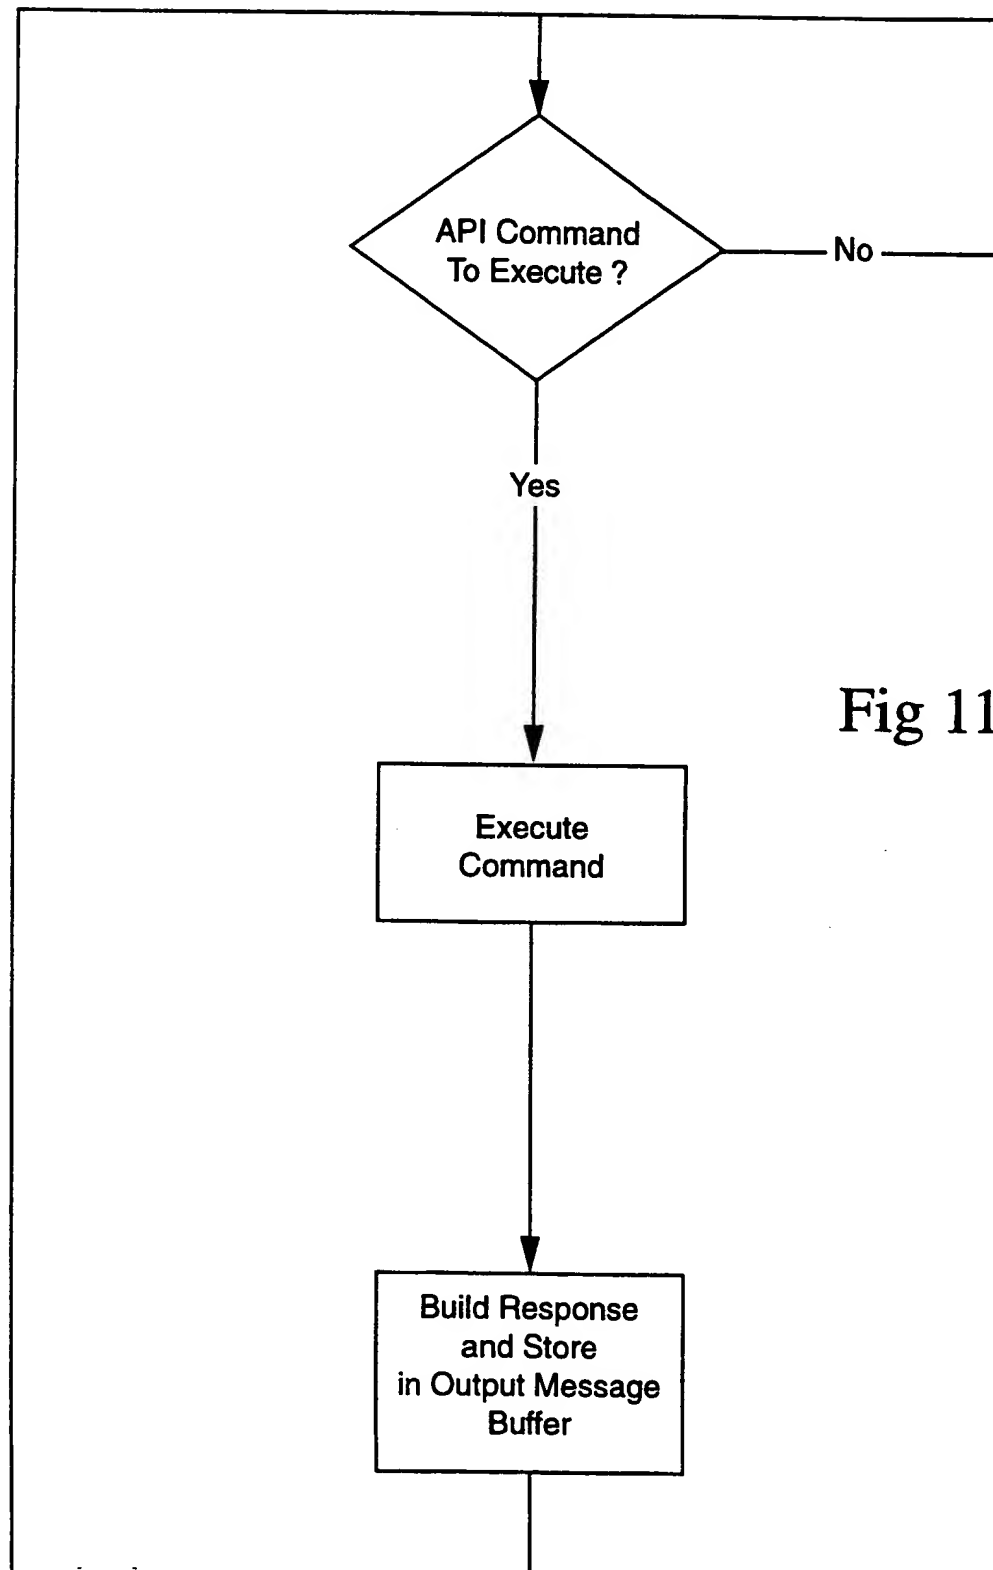 API Command
To Execute ?
No
Yes
Fig 11
Execute
Command
Build Response
and Store
in Output Message
Buffer